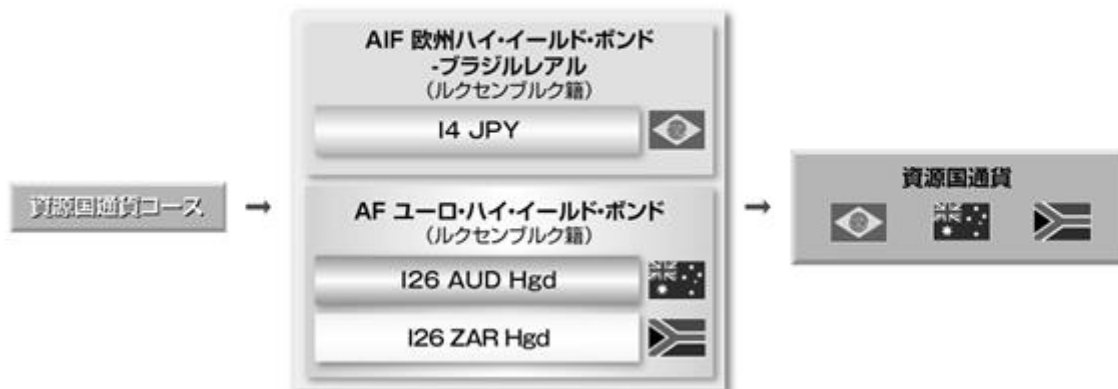 資源国通貨コース
AIF 欧州ハイ・イールド・ボンド
-ブラジルレアル
(ルクセンブルク籍)
I4 JPY
AF ユーロ・ハイ・イールド・ボンド
(ルクセンブルク籍)
I26 AUD Hgd
I26 ZAR Hgd
資源国通貨